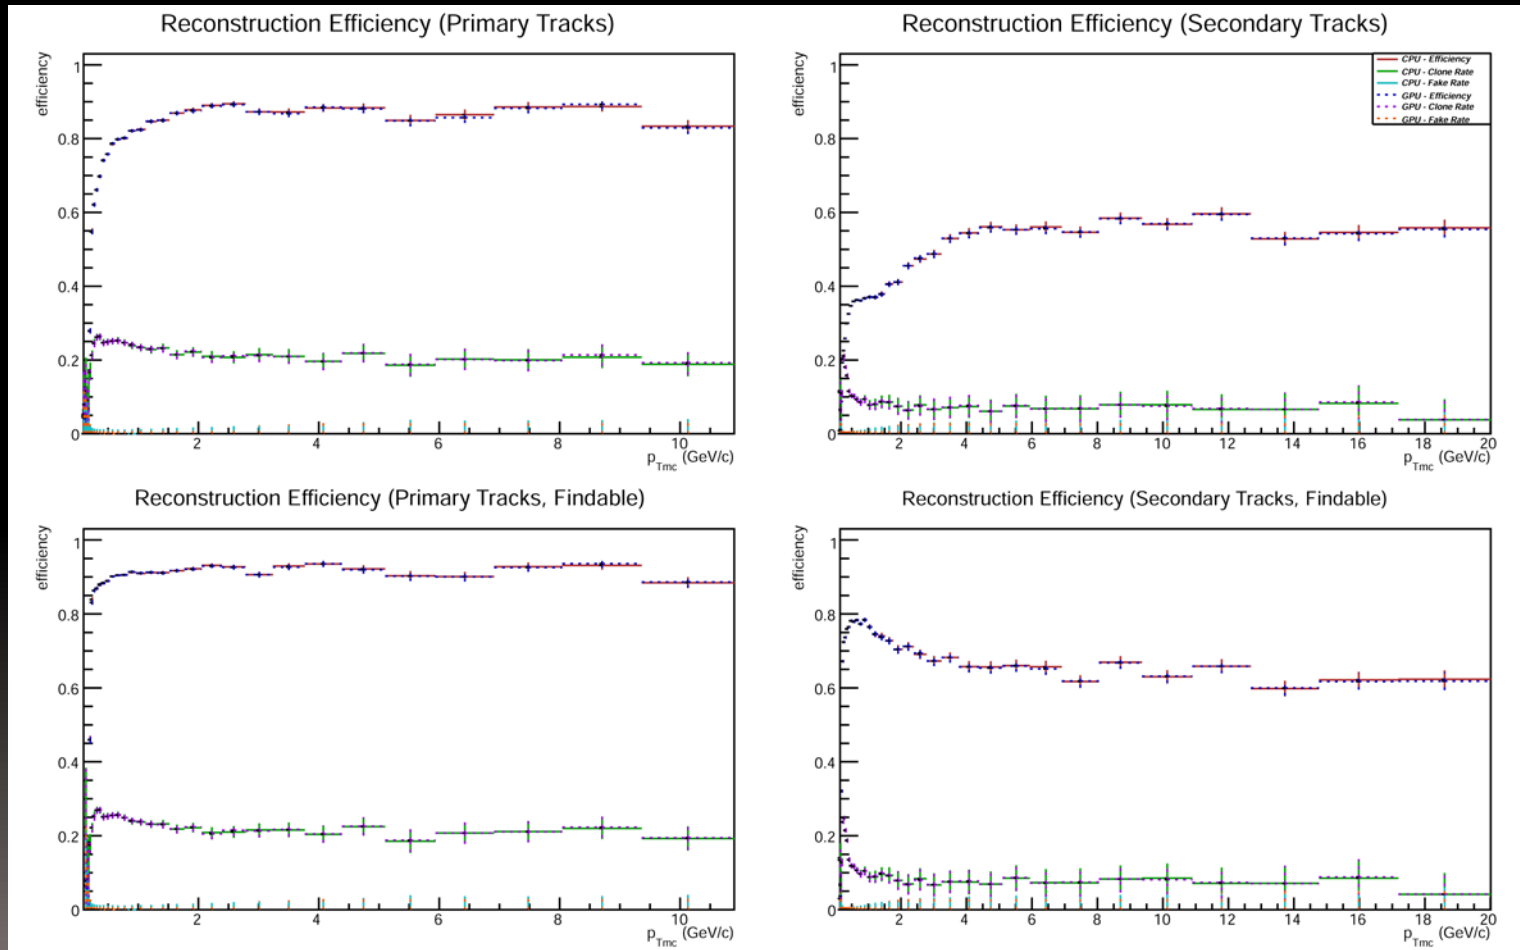 Reconstruction Efficiency (Primary Tracks)
efficiency
1
0.8
0.6
0.4
0.2
0
2 4 6 8 10
pTmc (GeV/c)
Reconstruction Efficiency (Secondary Tracks)
efficiency
1
0.8
0.6
0.4
0.2
0
2 4 6 8 10 12 14 16 18 20
pTmc (GeV/c)
CPU - Efficiency
CPU - Clone Rate
CPU - Fake Rate
GPU - Efficiency
GPU - Clone Rate
GPU - Fake Rate
Reconstruction Efficiency (Primary Tracks, Findable)
efficiency
1
0.8
0.6
0.4
0.2
0
2 4 6 8 10
pTmc (GeV/c)
Reconstruction Efficiency (Secondary Tracks, Findable)
efficiency
1
0.8
0.6
0.4
0.2
0
2 4 6 8 10 12 14 16 18 20
pTmc (GeV/c)